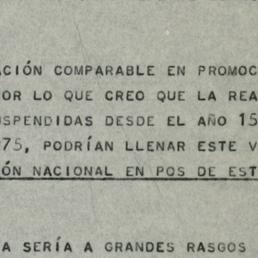 ACIÓN COMPARABLE EN PROMOC
OR LO QUE CREO QUE LA REA
SPENDIDAS DESDE EL AÑO 15
75, PODRÍAN LLENAR ESTE V
ÓN NACIONAL EN POS DE EST
A SERÍA A GRANDES RASGOS